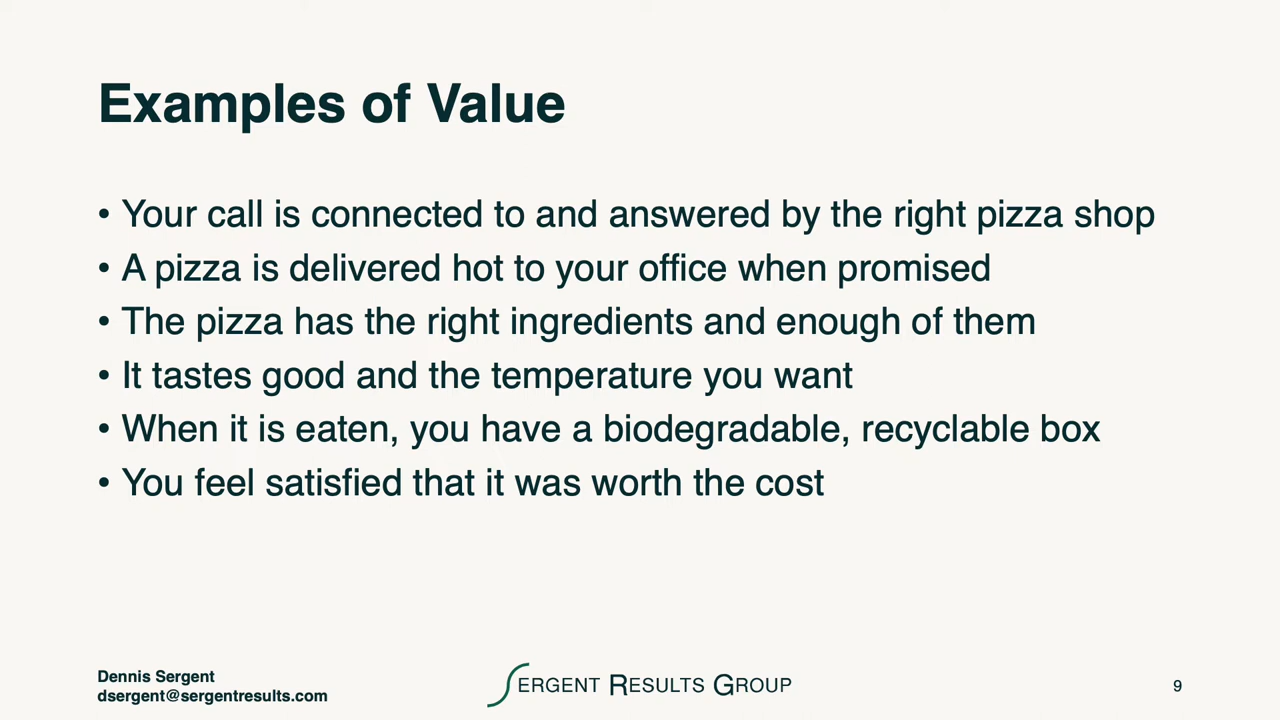 Examples of Value
• Your call is connected to and answered by the right pizza shop
• A pizza is delivered hot to your office when promised
• The pizza has the right ingredients and enough of them
• It tastes good and the temperature you want
• When it is eaten, you have a biodegradable, recyclable box
• You feel satisfied that it was worth the cost
Dennis Sergent
dsergent@sergentresults.com
SERGENT RESULTS GROUP
9